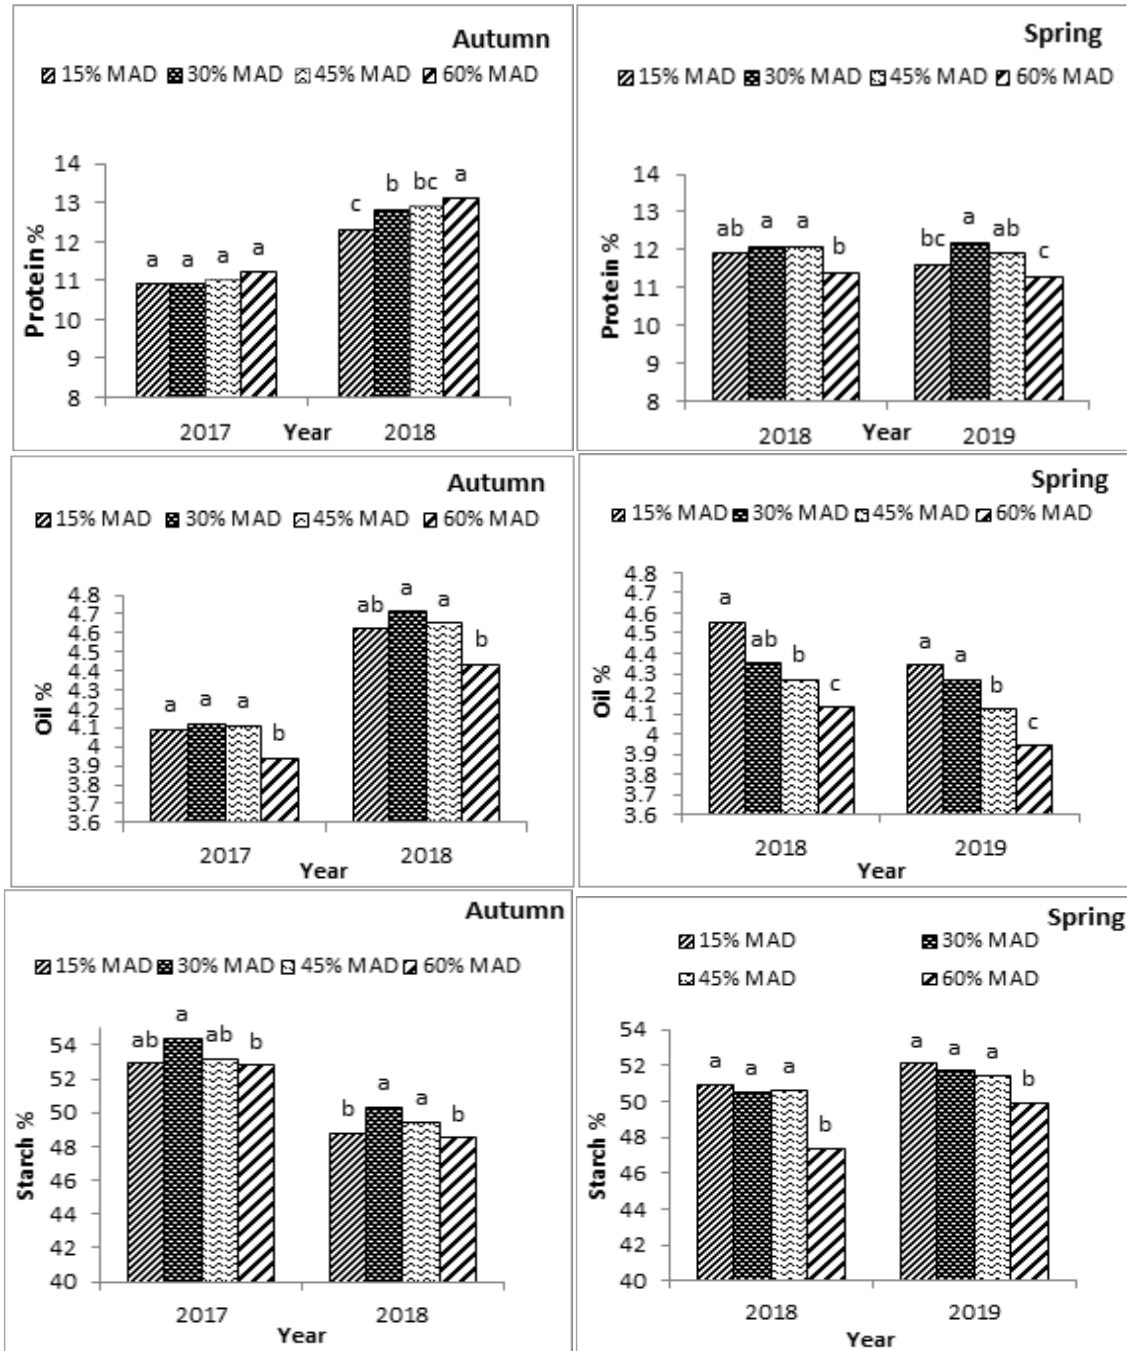 Autumn
15% MAD 30% MAD 45% MAD 60% MAD
Protein %
14
13
12
11
10
9
8
a a a a
c b bc a
2017 Year 2018
Spring
15% MAD 30% MAD 45% MAD 60% MAD
Protein %
14
13
12
11
10
9
8
ab a a b
bc a ab c
2018 Year 2019
Autumn
15% MAD 30% MAD 45% MAD 60% MAD
Oil %
4.8
4.7
4.6
4.5
4.4
4.3
4.2
4.1
4
3.9
3.8
3.7
3.6
a a a b
ab a a b
2017 2018
Year
Spring
15% MAD 30% MAD 45% MAD 60% MAD
Oil %
4.8
4.7
4.6
4.5
4.4
4.3
4.2
4.1
4
3.9
3.8
3.7
3.6
a ab b c
a a b c
2018 2019
Year
Autumn
15% MAD 30% MAD 45% MAD 60% MAD
Starch %
54
52
50
48
46
44
42
40
ab a ab b
b a a b
2017 2018
Year
Spring
15% MAD 30% MAD
45% MAD 60% MAD
Starch %
54
52
50
48
46
44
42
40
a a a b
a a a b
2018 2019
Year